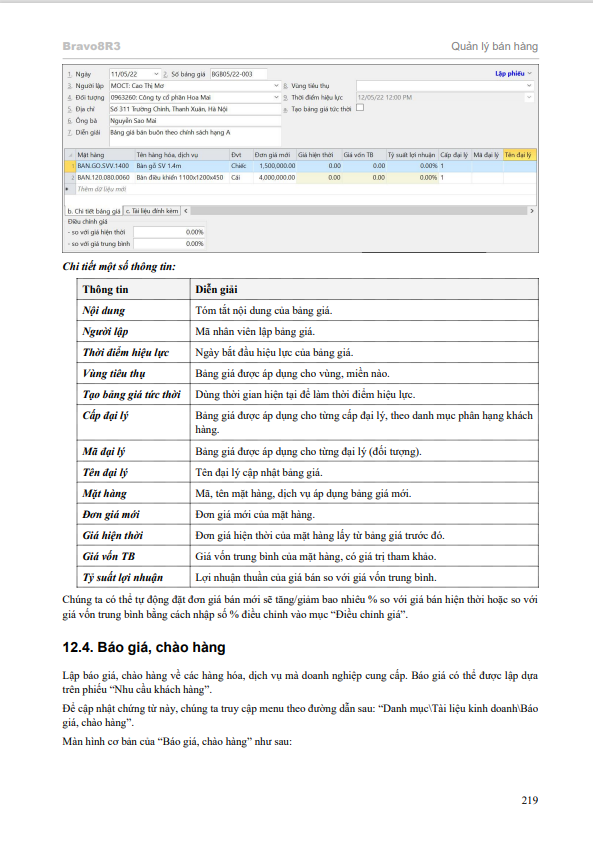 Bravo8R3 Quản lý bán hàng
1. Ngày 11/05/22 2. Số bảng giá BGB05/22-003 Lập phiếu
3. Người lập MOCT: Cao Thị Mơ 8. Vùng tiêu thụ
4. Đối tượng 0963260: Công ty cổ phần Hoa Mai 9. Thời điểm hiệu lực 12/05/22 12:00 PM
5. Địa chỉ Số 311 Trường Chinh, Thanh Xuân, Hà Nội a. Tạo bảng giá tức thời
6. Ông bà Nguyễn Sao Mai
7. Diễn giải Bảng giá bán buôn theo chính sách hạng A
Mặt hàng Tên hàng hóa, dịch vụ Đvt Đơn giá mới Giá hiện thời Giá vốn TB Tỷ suất lợi nhuận Cấp đại lý Mã đại lý Tên đại lý
1 BAN.GO.SVV.1400 Bàn gỗ SV 1.4m Chiếc 1,500,000.00 0.00 0.00 0.00% 1
2 BAN.120.080.0060 Bàn điều khiển 1100x1200x450 Cái 4,000,000.00 0.00 0.00 0.00% 1
* Thêm dữ liệu mới
b. Chi tiết bảng giá c. Tài liệu đính kèm
Điều chỉnh giá
- so với giá hiện thời 0.00%
- so với giá trung bình 0.00%
Chi tiết một số thông tin:
Thông tin Diễn giải
Nội dung Tóm tắt nội dung của bảng giá.
Người lập Mã nhân viên lập bảng giá.
Thời điểm hiệu lực Ngày bắt đầu hiệu lực của bảng giá.
Vùng tiêu thụ Bảng giá được áp dụng cho vùng, miền nào.
Tạo bảng giá tức thời Dùng thời gian hiện tại để làm thời điểm hiệu lực.
Cấp đại lý Bảng giá được áp dụng cho từng cấp đại lý, theo danh mục phân hạng khách
hàng.
Mã đại lý Bảng giá được áp dụng cho từng đại lý (đối tượng).
Tên đại lý Tên đại lý cập nhật bảng giá.
Mặt hàng Mã, tên mặt hàng, dịch vụ áp dụng bảng giá mới.
Đơn giá mới Đơn giá mới của mặt hàng.
Giá hiện thời Đơn giá hiện thời của mặt hàng lấy từ bảng giá trước đó.
Giá vốn TB Giá vốn trung bình của mặt hàng, có giá trị tham khảo.
Tỷ suất lợi nhuận Lợi nhuận thuần của giá bán so với giá vốn trung bình.
Chúng ta có thể tự động đặt đơn giá bán mới sẽ tăng/giảm bao nhiêu % so với giá bán hiện thời hoặc so với
giá vốn trung bình bằng cách nhập số % điều chỉnh vào mục “Điều chỉnh giá”.
12.4. Báo giá, chào hàng
Lập báo giá, chào hàng về các hàng hóa, dịch vụ mà doanh nghiệp cung cấp. Báo giá có thể được lập dựa
trên phiếu “Nhu cầu khách hàng”.
Để cập nhật chứng từ này, chúng ta truy cập menu theo đường dẫn sau: “Danh mục\Tài liệu kinh doanh\Báo
giá, chào hàng”.
Màn hình cơ bản của “Báo giá, chào hàng” như sau:
219